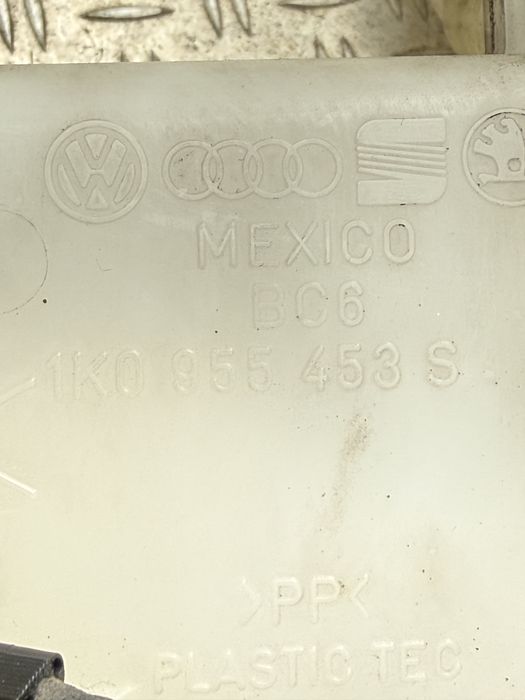 MEXICO
BC6
1K0 955 453 S
>PP<
PLASTIC TEC